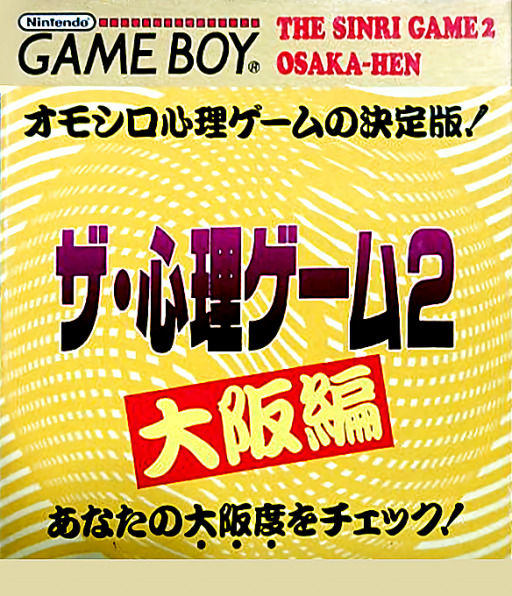 Nintendo
GAME BOY®
THE SINRI GAME 2
OSAKA-HEN
オモシロ心理ゲームの決定版!
ザ・心理ゲーム2
大阪編
あなたの大阪度をチェック!